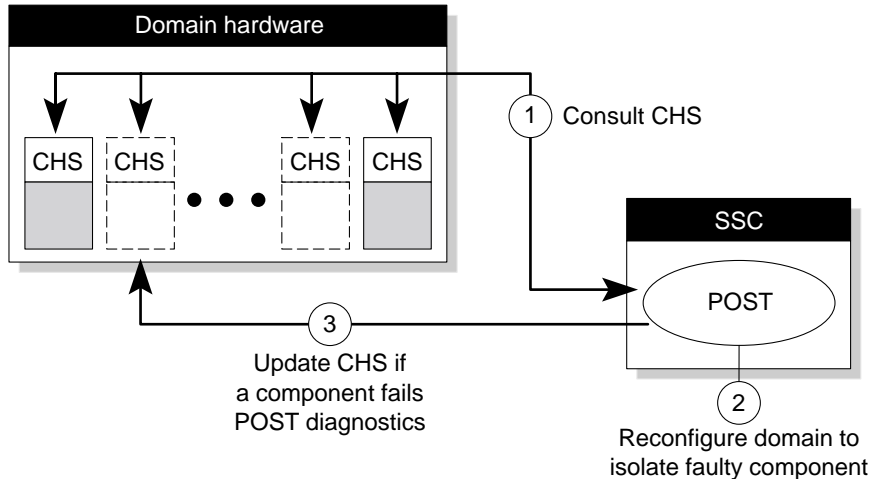 Domain hardware
1 Consult CHS
CHS CHS CHS CHS
SSC
POST
3
Update CHS if
a component fails
POST diagnostics
2
Reconfigure domain to
isolate faulty component